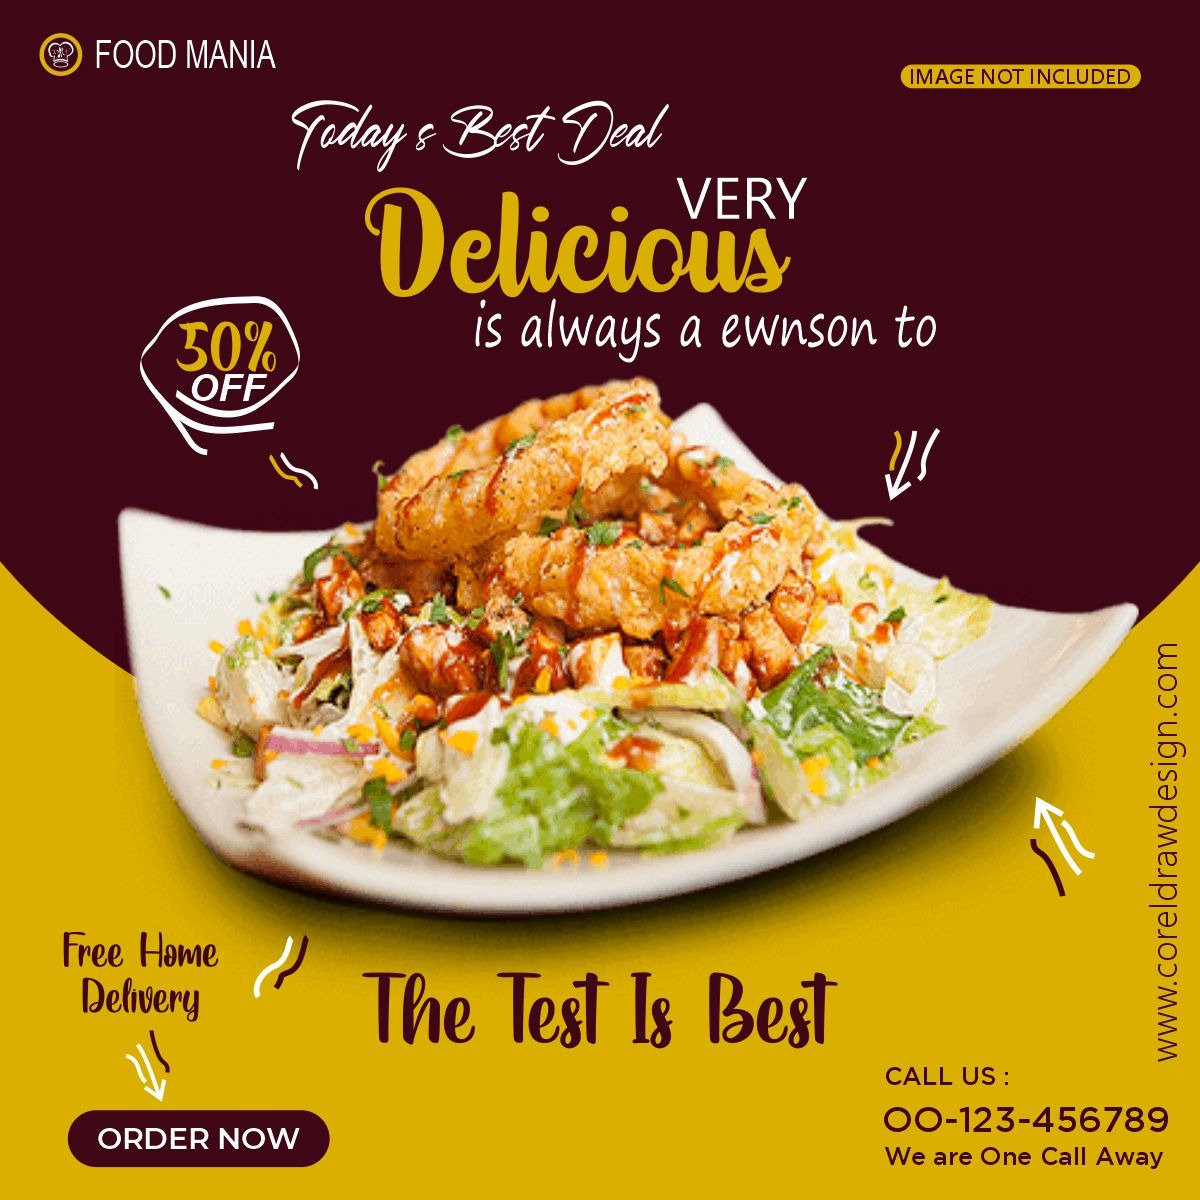 FOOD MANIA
IMAGE NOT INCLUDED
Today's Best Deal
VERY
Delicious
is always a ewnson to
50%
OFF
www.coreldrawdesign.com
Free Home
Delivery
The Test Is Best
ORDER NOW
CALL US :
OO-123-456789
We are One Call Away